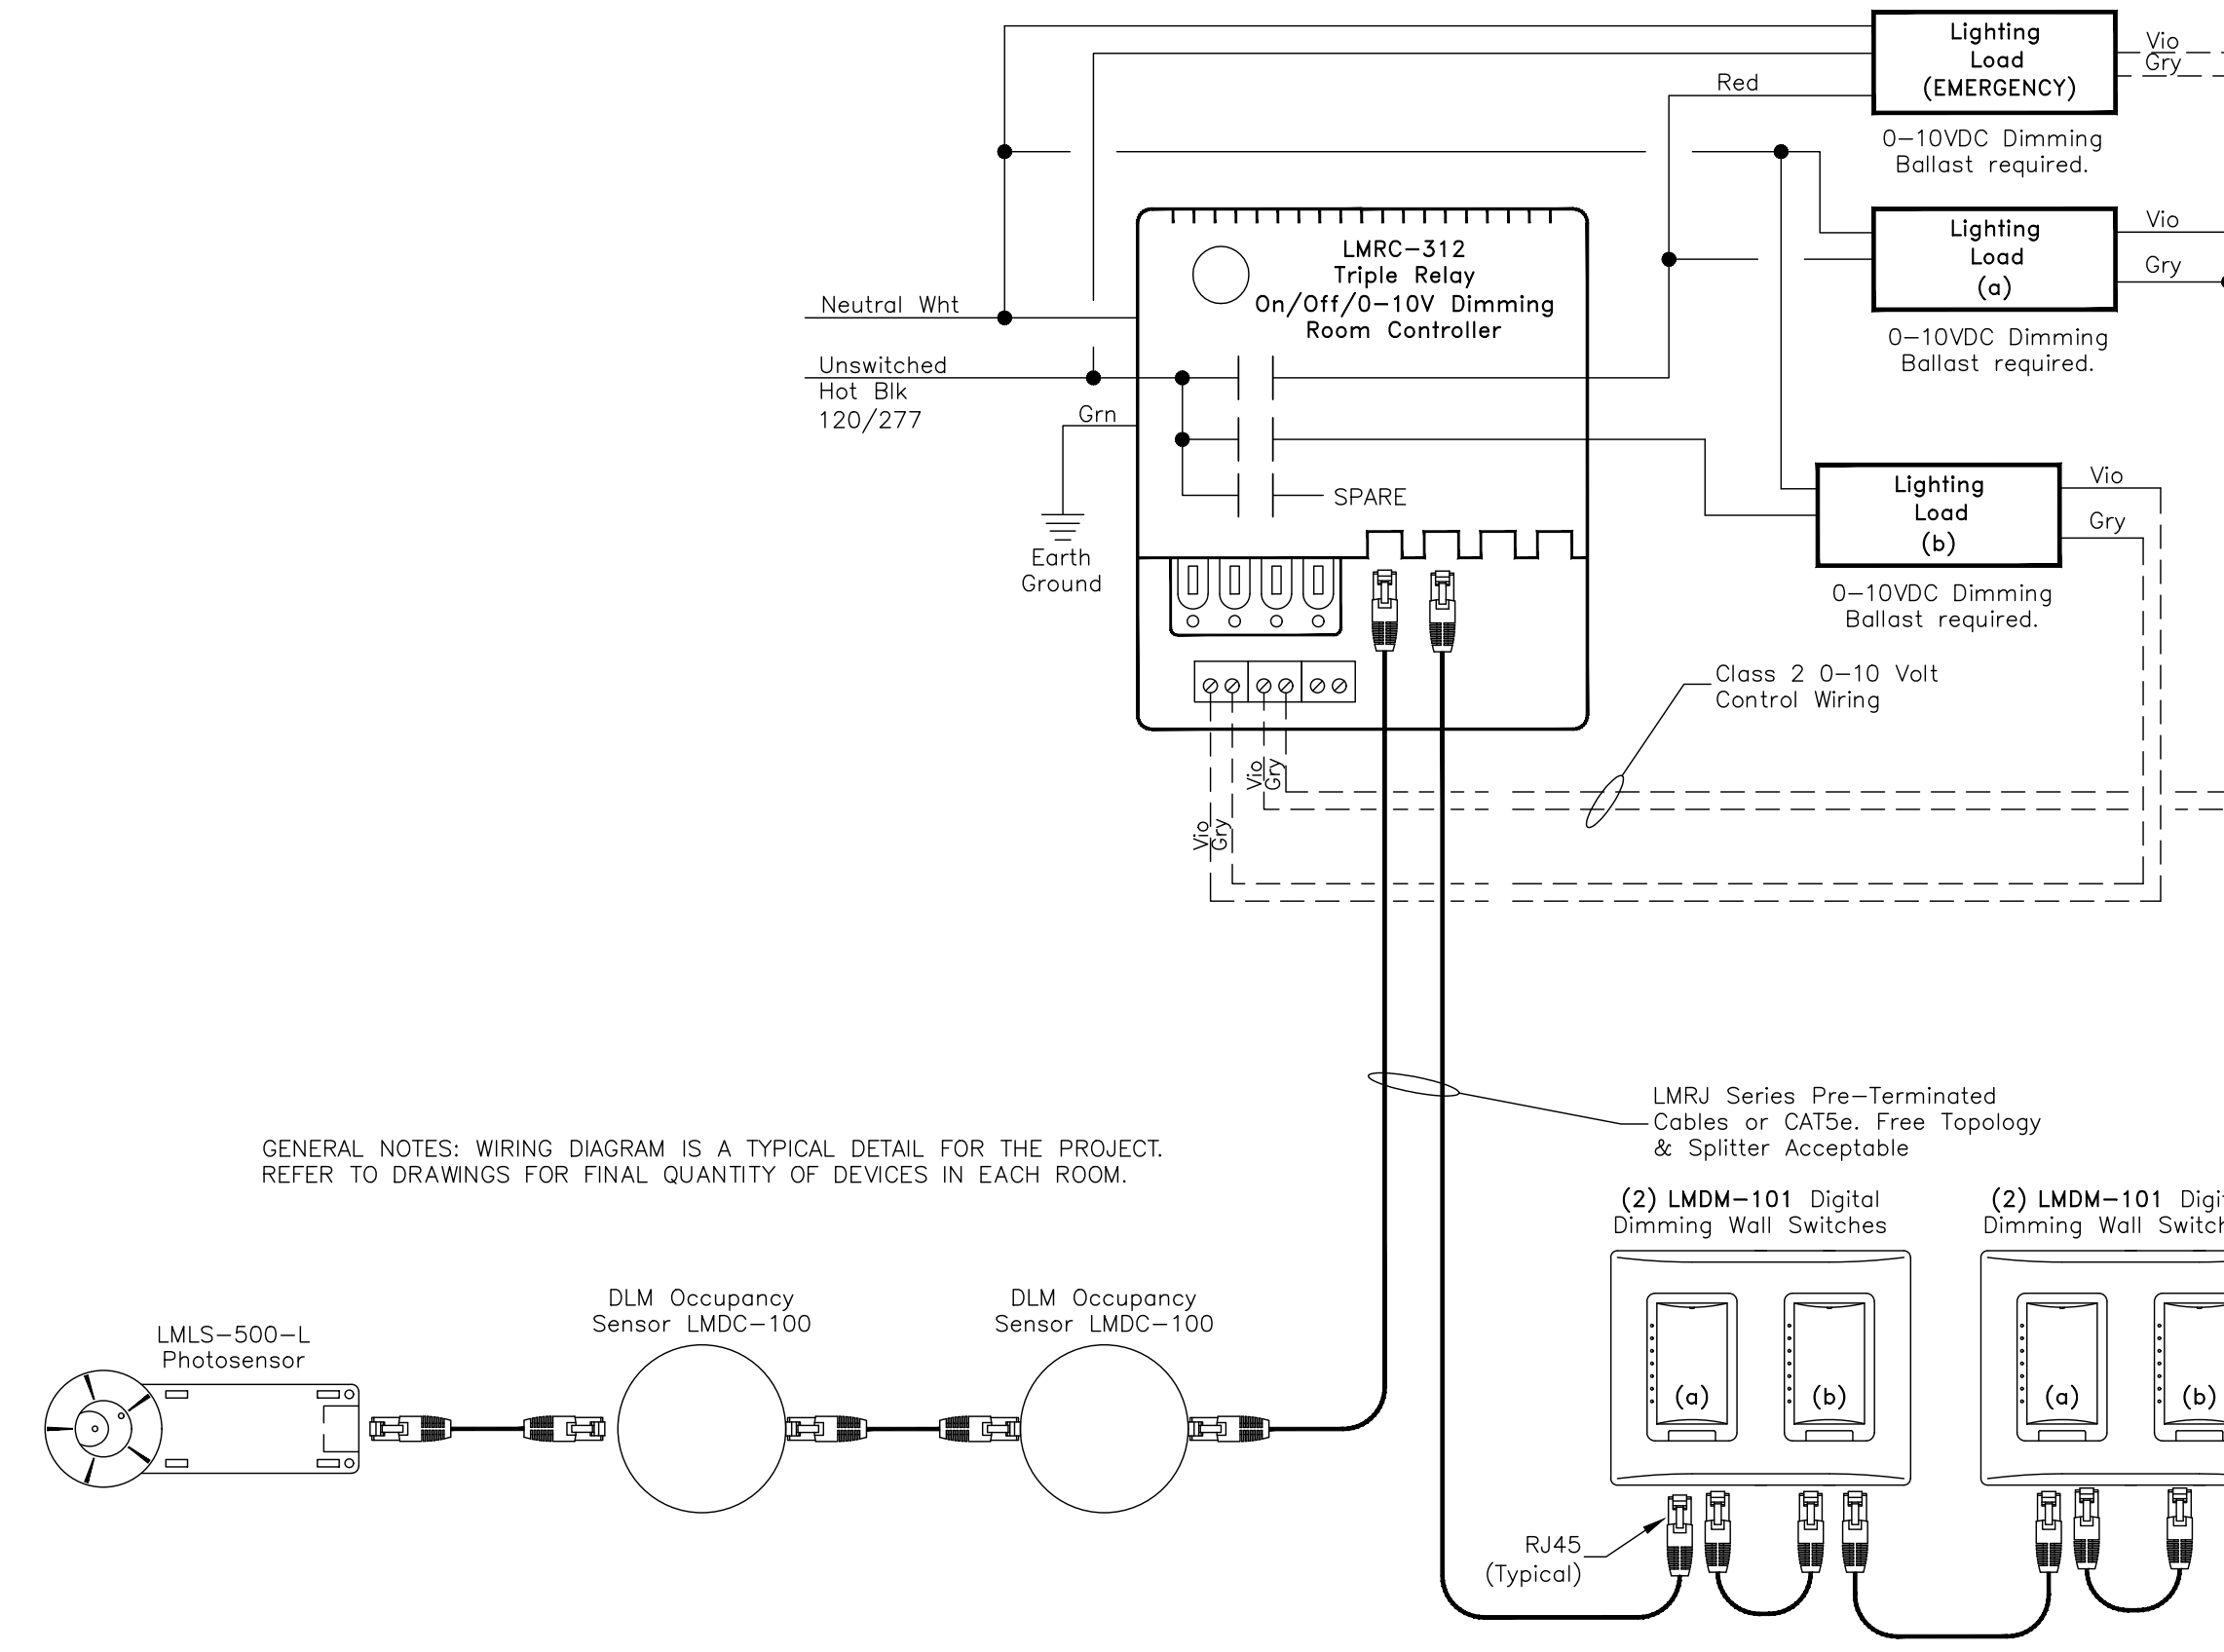 Lighting
Load
(EMERGENCY)
Vio
Gry
Red
0-10VDC Dimming
Ballast required.
Lighting
Load
(a)
Vio
Gry
0-10VDC Dimming
Ballast required.
LMRC-312
Triple Relay
On/Off/0-10V Dimming
Room Controller
Neutral Wht
Unswitched
Hot Blk
120/277
Grn
Earth
Ground
SPARE
Lighting
Load
(b)
Vio
Gry
0-10VDC Dimming
Ballast required.
Class 2 0-10 Volt
Control Wiring
Vio
Gry
Vio
Gry
LMRJ Series Pre-Terminated
Cables or CAT5e. Free Topology
& Splitter Acceptable
GENERAL NOTES: WIRING DIAGRAM IS A TYPICAL DETAIL FOR THE PROJECT.
REFER TO DRAWINGS FOR FINAL QUANTITY OF DEVICES IN EACH ROOM.
(2) LMDM-101 Digital
Dimming Wall Switches
(a)
(b)
(2) LMDM-101
Dimming Wall
(a)
(b)
DLM Occupancy
Sensor LMDC-100
DLM Occupancy
Sensor LMDC-100
LMLS-500-L
Photosensor
RJ45
(Typical)